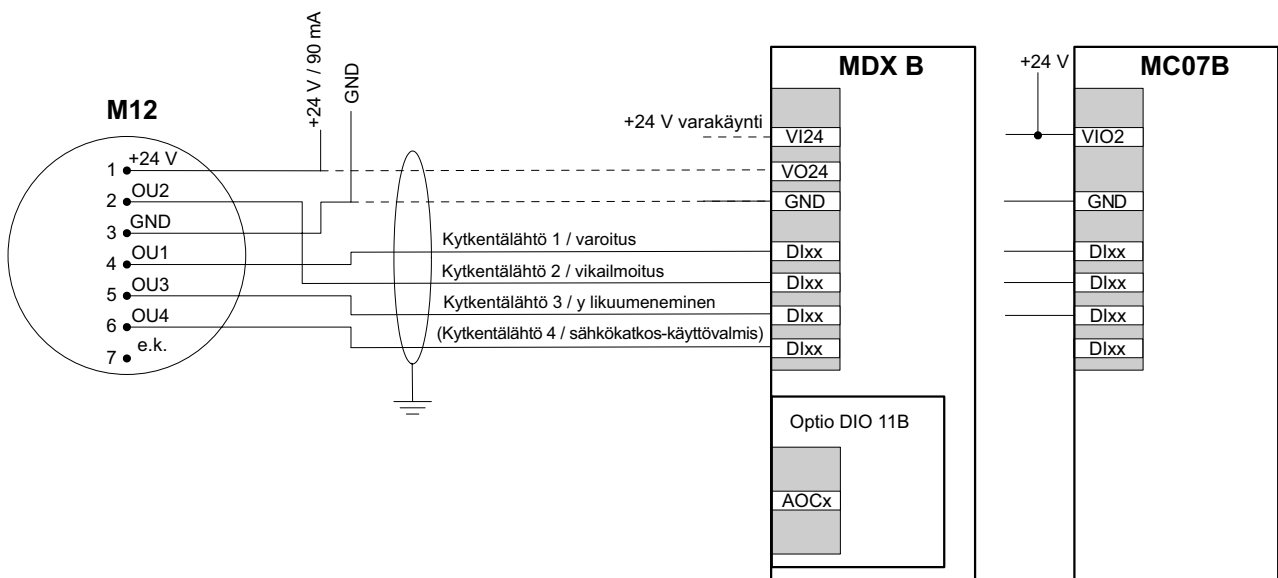 M12
1 +24 V
2 OU2
3 GND
4 OU1
5 OU3
6 OU4
7 e.k.
+24 V / 90 mA
GND
+24 V varakäynti
Kytkentälähtö 1 / varoitus
Kytkentälähtö 2 / vikailmoitus
Kytkentälähtö 3 / y likuumeneminen
(Kytkentälähtö 4 / sähkökatkos-käyttövalmis)
MDX B
VI24
VO24
GND
DIxx
DIxx
DIxx
DIxx
Optio DIO 11B
AOCx
+24 V
MC07B
VIO2
GND
DIxx
DIxx
DIxx
DIxx